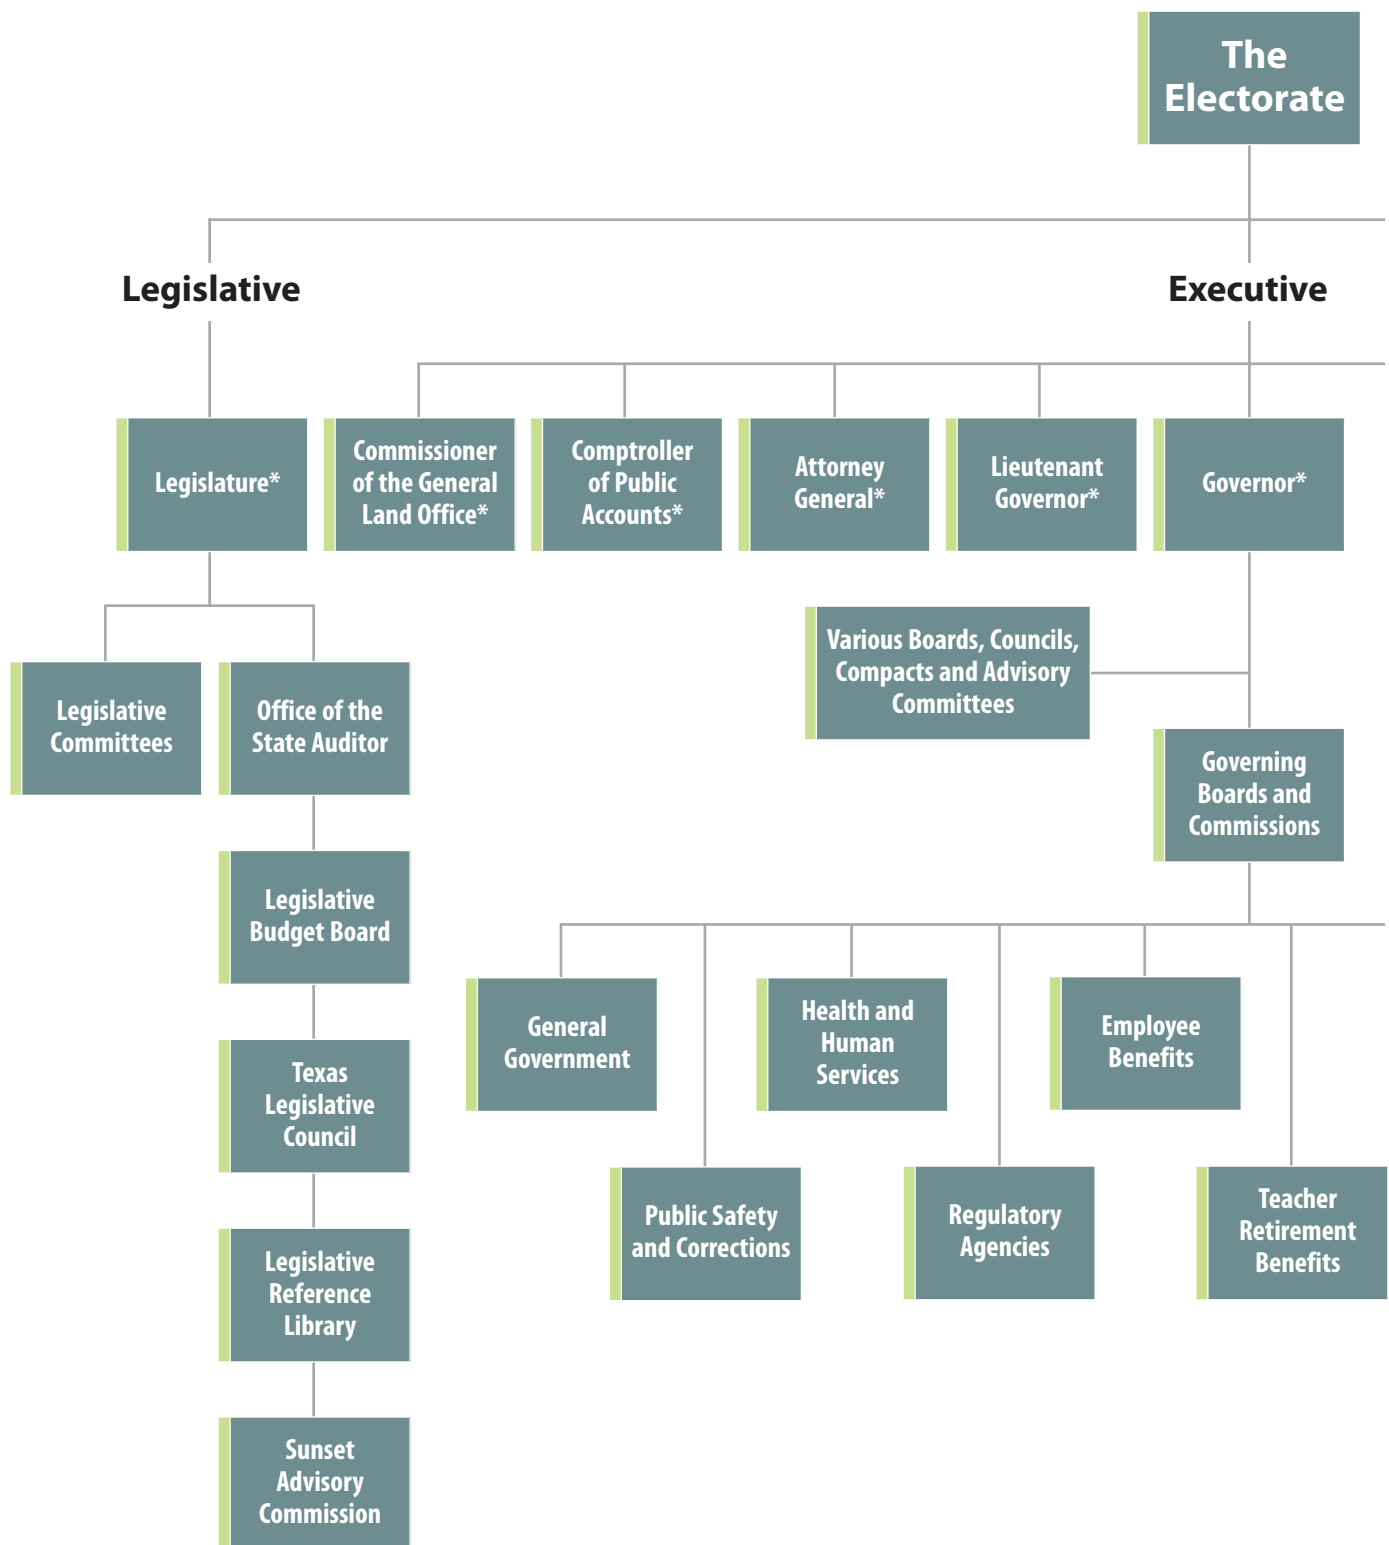 The
Electorate
Legislative
Executive
Legislature*
Commissioner
of the General
Land Office*
Comptroller
of Public
Accounts*
Attorney
General*
Lieutenant
Governor*
Governor*
Various Boards, Councils,
Compacts and Advisory
Committees
Legislative
Committees
Office of the
State Auditor
Governing
Boards and
Commissions
Legislative
Budget Board
General
Government
Health and
Human
Services
Employee
Benefits
Texas
Legislative
Council
Public Safety
and Corrections
Regulatory
Agencies
Teacher
Retirement
Benefits
Legislative
Reference
Library
Sunset
Advisory
Commission